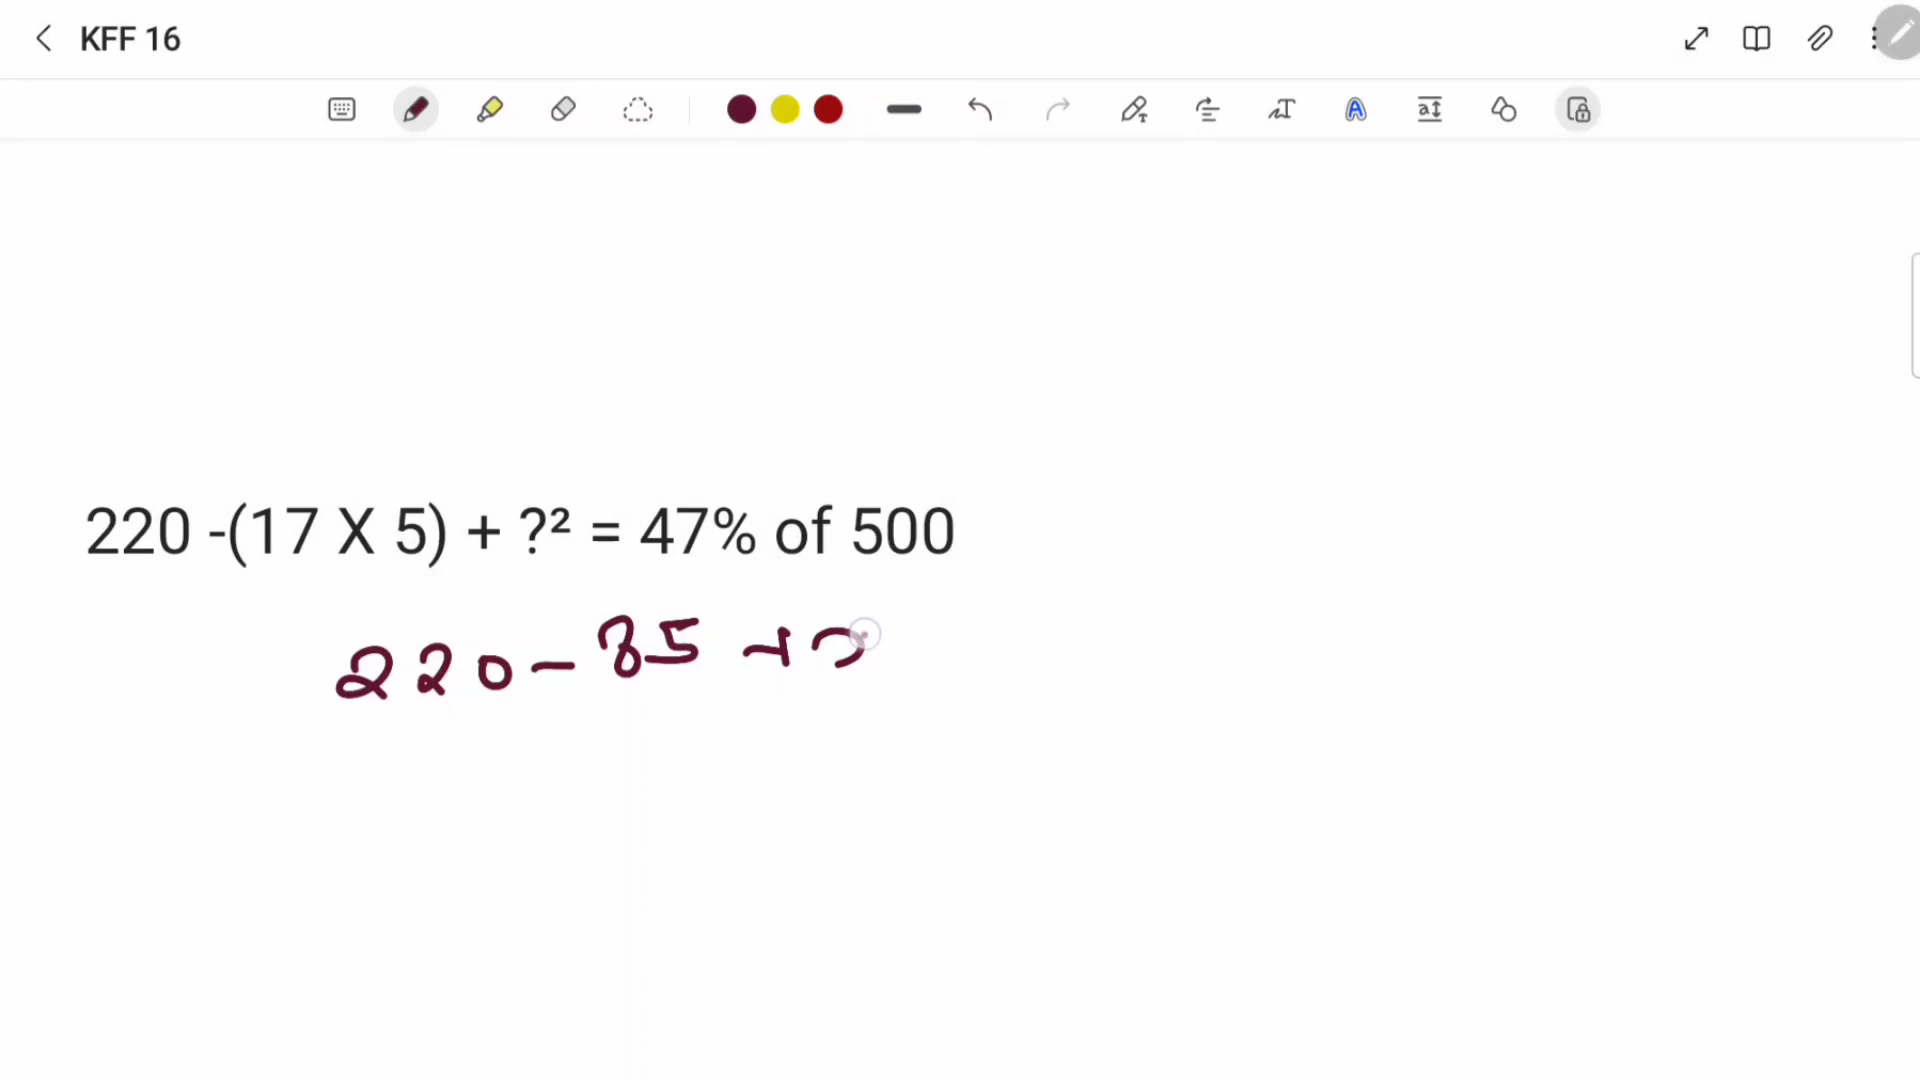 KFF 16
220 -(17 X 5) + ?² = 47% of 500
220 - 85 +